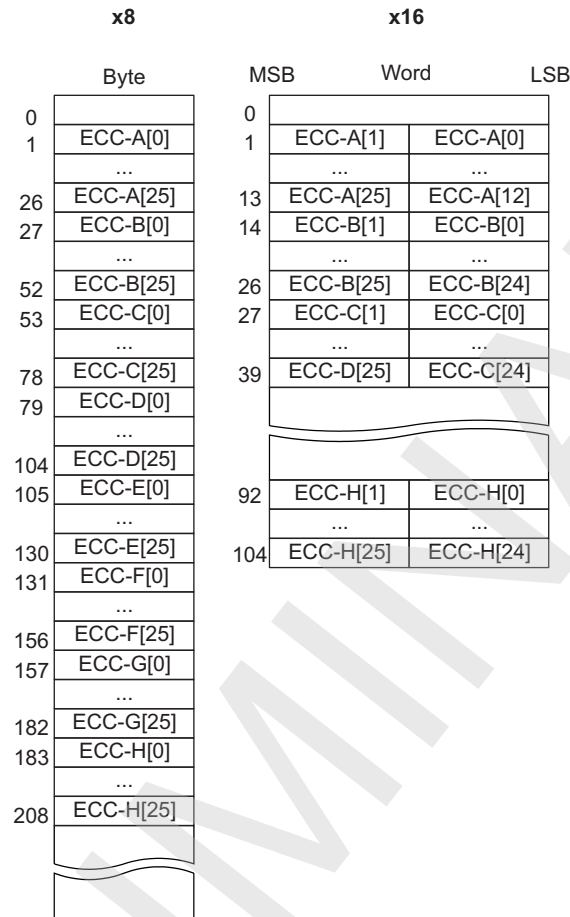 x8
Byte
0
1 ECC-A[0]
...
26 ECC-A[25]
27 ECC-B[0]
...
52 ECC-B[25]
53 ECC-C[0]
...
78 ECC-C[25]
79 ECC-D[0]
...
104 ECC-D[25]
105 ECC-E[0]
...
130 ECC-E[25]
131 ECC-F[0]
...
156 ECC-F[25]
157 ECC-G[0]
...
182 ECC-G[25]
183 ECC-H[0]
...
208 ECC-H[25]
x16
MSB Word LSB
0
1 ECC-A[1] ECC-A[0]
... ...
13 ECC-A[25] ECC-A[12]
14 ECC-B[1] ECC-B[0]
... ...
26 ECC-B[25] ECC-B[24]
27 ECC-C[1] ECC-C[0]
... ...
39 ECC-D[25] ECC-C[24]
92 ECC-H[1] ECC-H[0]
... ...
104 ECC-H[25] ECC-H[24]